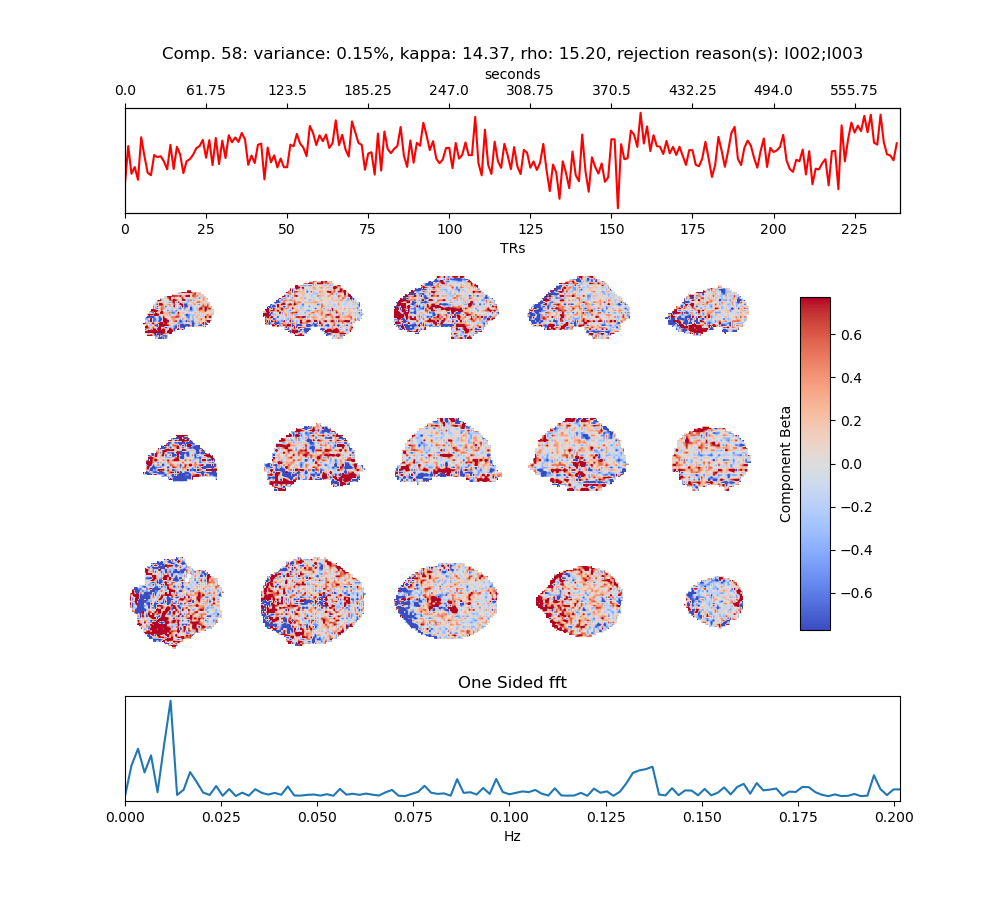 Comp. 58: variance: 0.15%, kappa: 14.37, rho: 15.20, rejection reason(s): I002;I003
seconds
0.0 61.75 123.5 185.25 247.0 308.75 370.5 432.25 494.0 555.75
0 25 50 75 100 125 150 175 200 225
TRs
0.6
0.4
0.2
0.0
−0.2
−0.4
−0.6
Component Beta
One Sided fft
0.000 0.025 0.050 0.075 0.100 0.125 0.150 0.175 0.200
Hz